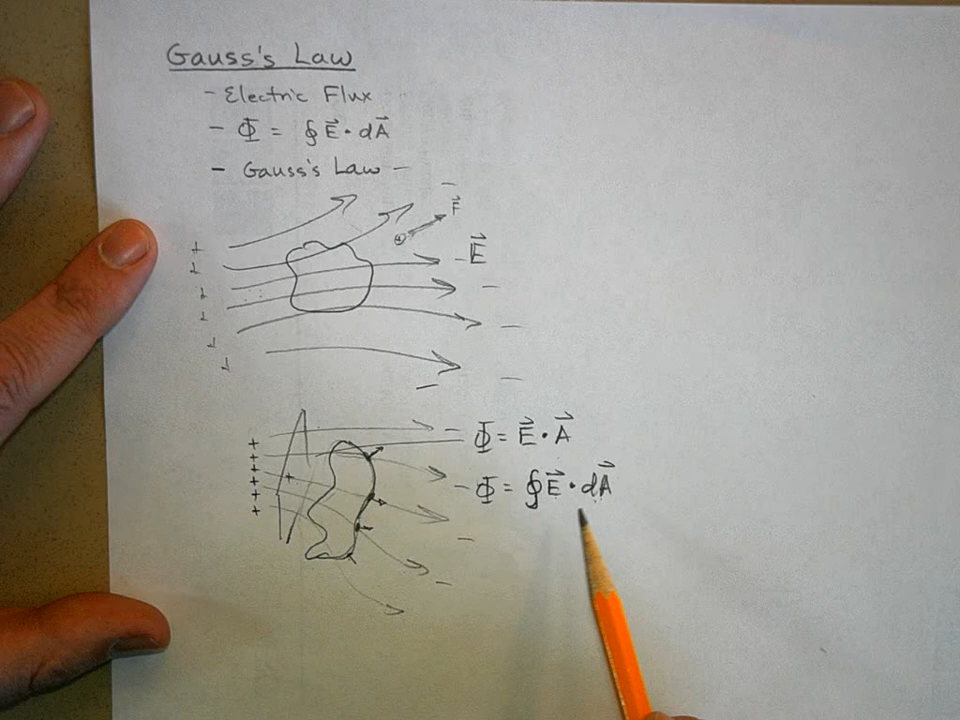 Gauss's Law
- Electric Flux
- Φ = ∮E⃗・dA⃗
- Gauss's Law -
F⃗
E⃗
Φ = E⃗・A⃗
Φ = ∮E⃗・dA⃗